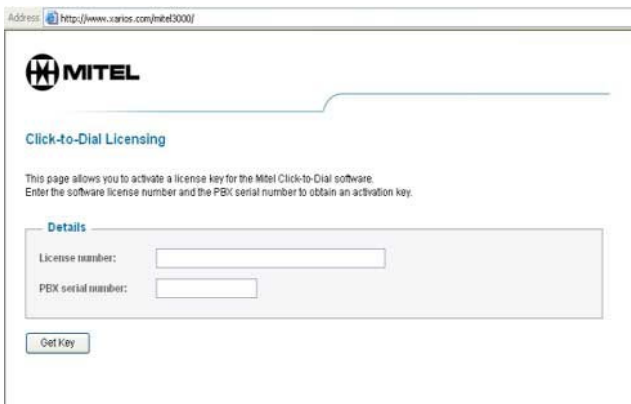 Address http://www.xarios.com/mitel3000/
MITEL
Click-to-Dial Licensing
This page allows you to activate a license key for the Mitel Click-to-Dial software.
Enter the software license number and the PBX serial number to obtain an activation key.
Details
License number:
PBX serial number:
Get Key